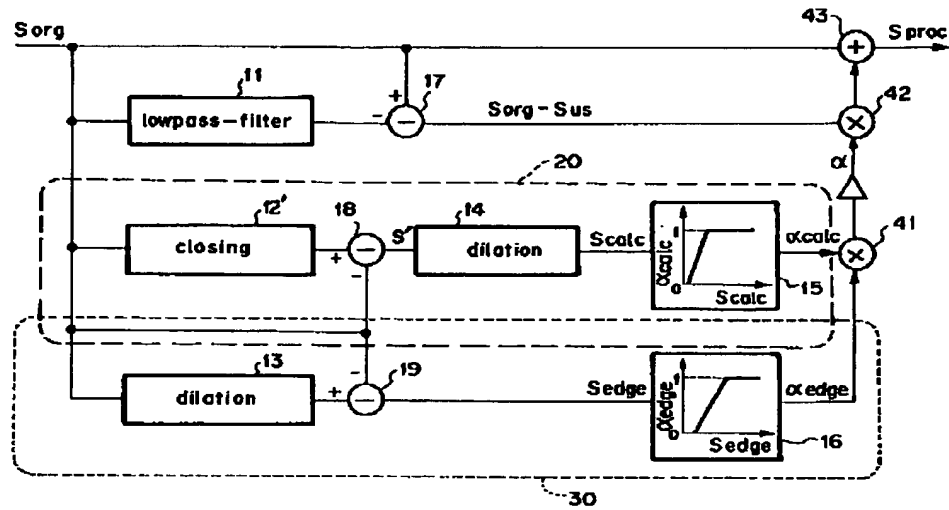 Sorg
43
+
Sproc
11
lowpass-filter
-
+
-
17
Sorg-Sus
×
42
20
α
12'
closing
+
18
-
-
S'
14
dilation
Scalc
αcalc
1
0
Scalc
15
αcalc
×
41
13
dilation
+
-
-
19
Sedge
αedge
1
0
Sedge
16
αedge
30